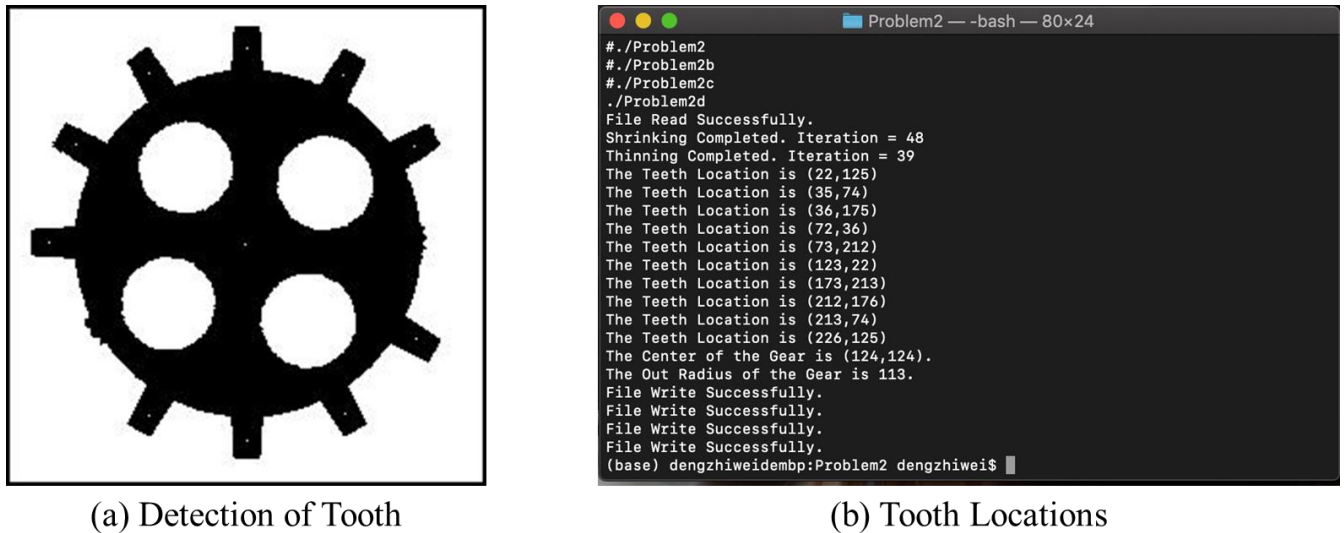 Problem2 — -bash — 80×24
#./Problem2
#./Problem2b
#./Problem2c
./Problem2d
File Read Successfully.
Shrinking Completed. Iteration = 48
Thinning Completed. Iteration = 39
The Teeth Location is (22,125)
The Teeth Location is (35,74)
The Teeth Location is (36,175)
The Teeth Location is (72,36)
The Teeth Location is (73,212)
The Teeth Location is (123,22)
The Teeth Location is (173,213)
The Teeth Location is (212,176)
The Teeth Location is (213,74)
The Teeth Location is (226,125)
The Center of the Gear is (124,124).
The Out Radius of the Gear is 113.
File Write Successfully.
File Write Successfully.
File Write Successfully.
File Write Successfully.
(base) dengzhiweidembp:Problem2 dengzhiwei$
(a) Detection of Tooth
(b) Tooth Locations